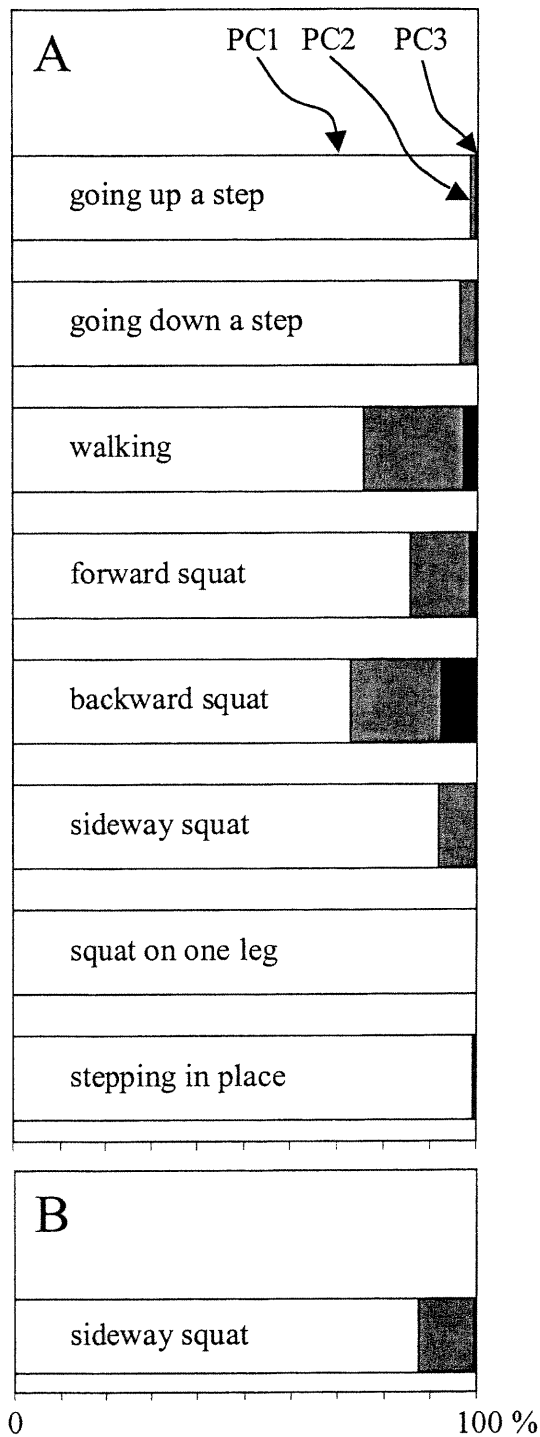 A
PC1 PC2 PC3
going up a step
going down a step
walking
forward squat
backward squat
sideway squat
squat on one leg
stepping in place
B
sideway squat
0 100 %